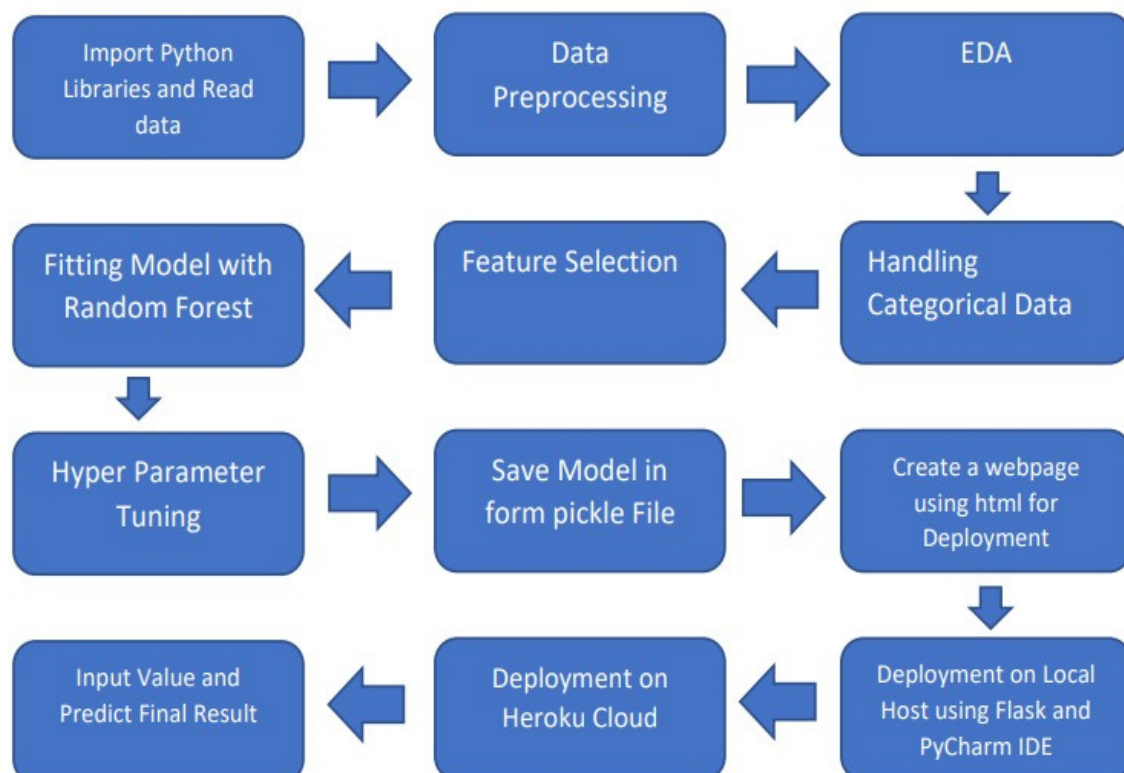 Import Python
Libraries and Read
data
Data
Preprocessing
EDA
Handling
Categorical Data
Feature Selection
Fitting Model with
Random Forest
Hyper Parameter
Tuning
Save Model in
form pickle File
Create a webpage
using html for
Deployment
Deployment on Local
Host using Flask and
PyCharm IDE
Deployment on
Heroku Cloud
Input Value and
Predict Final Result